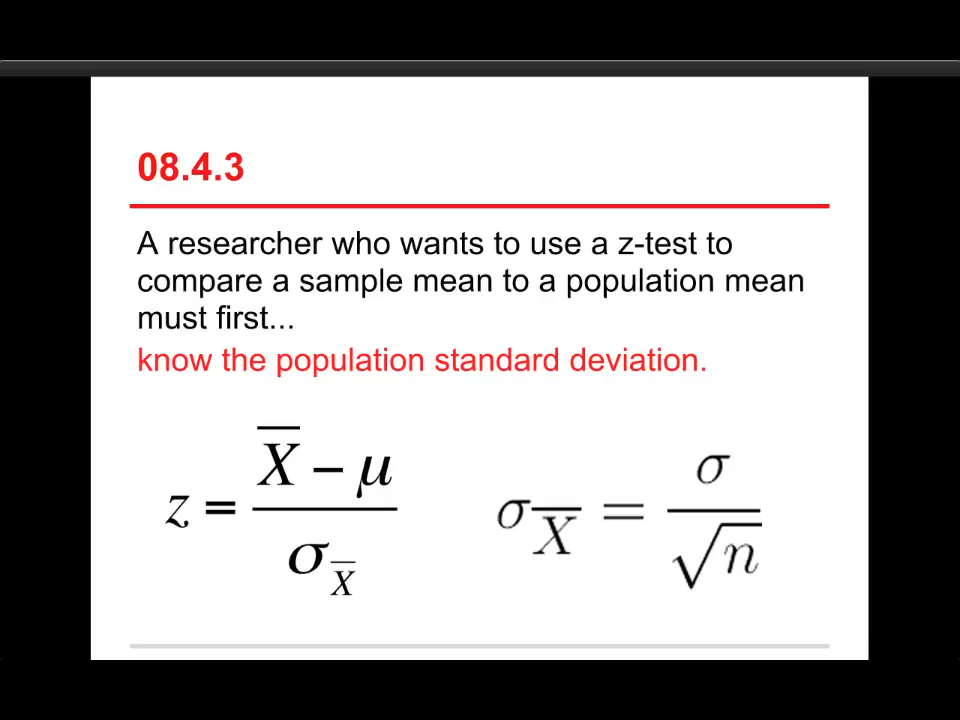 08.4.3
A researcher who wants to use a z-test to
compare a sample mean to a population mean
must first...
know the population standard deviation.
z = (X̄ − μ) / σ_X̄
σ_X̄ = σ / √n